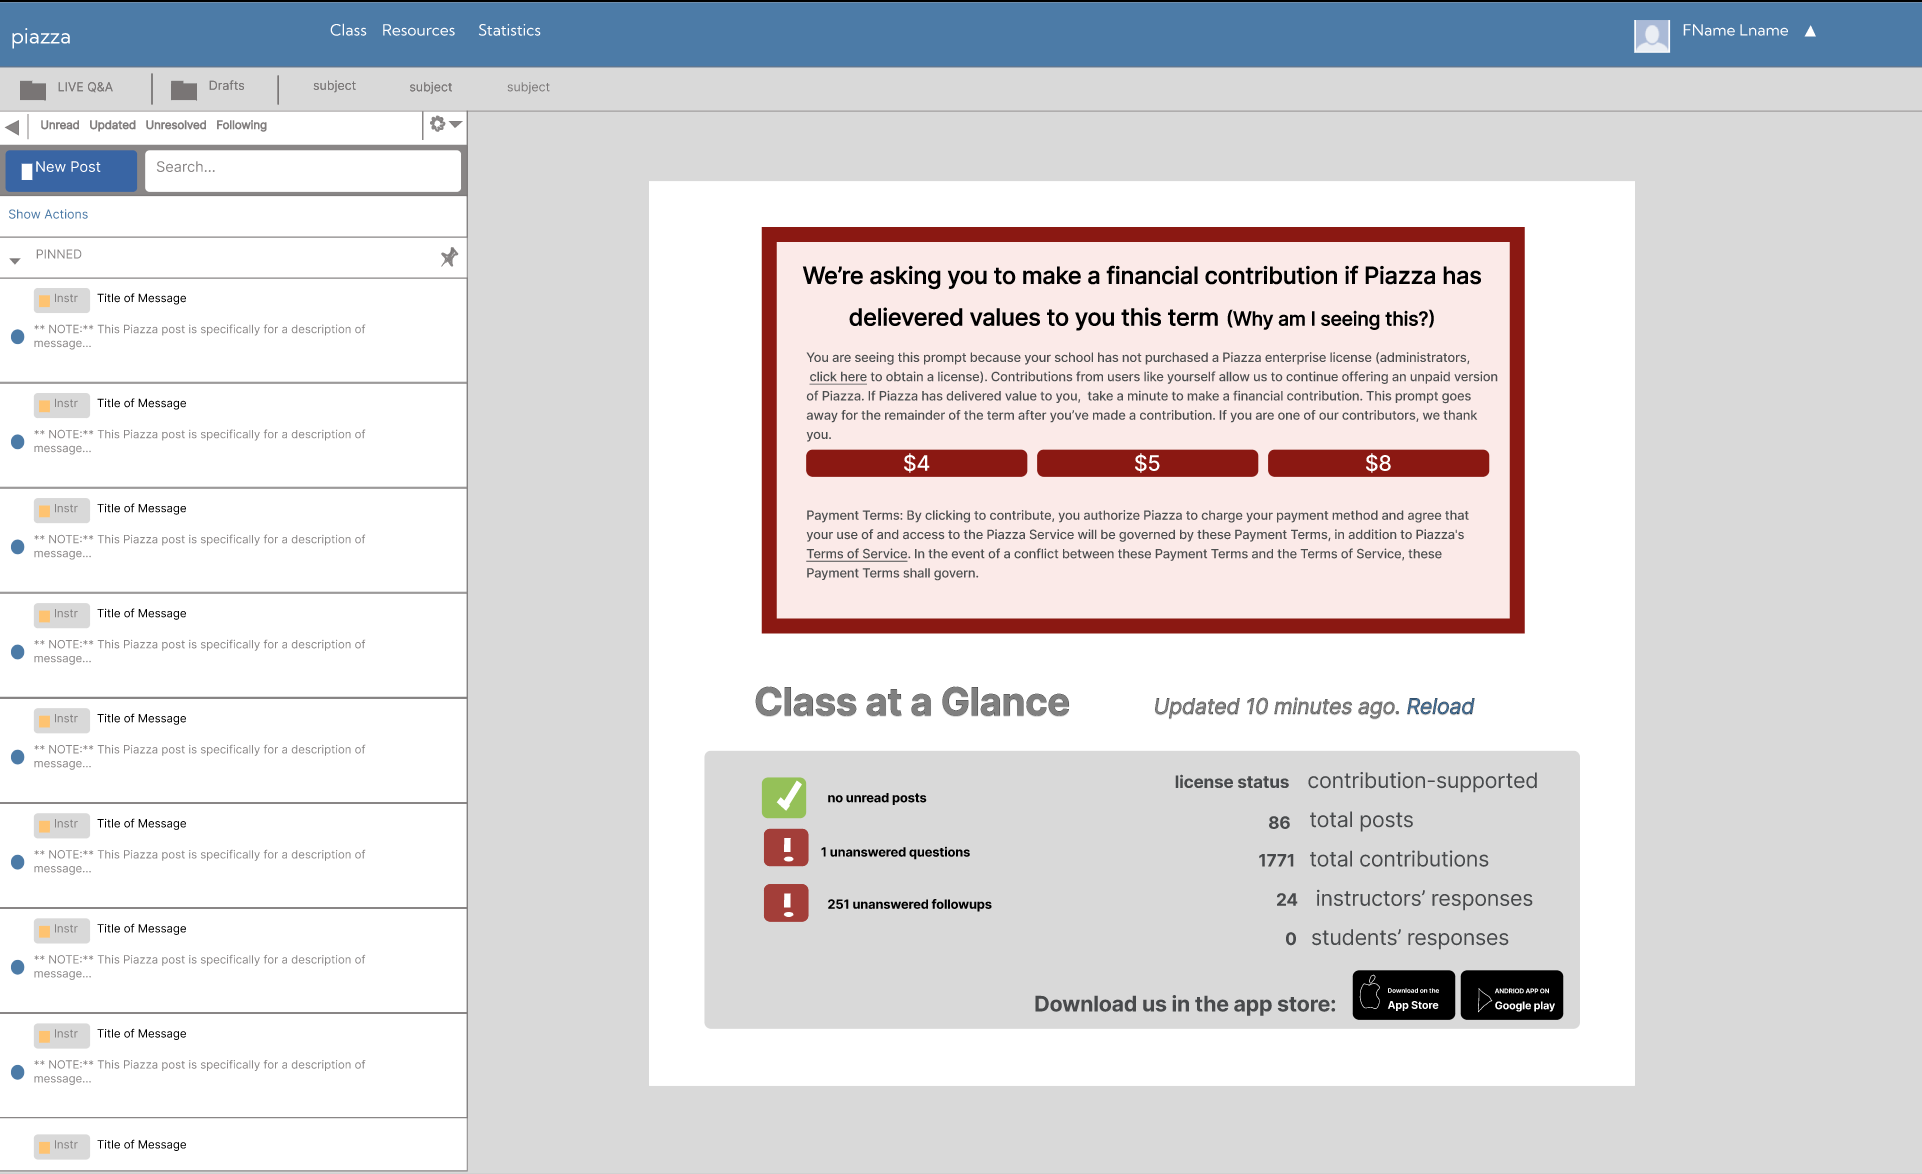 piazza
Class Resources Statistics
FName Lname
LIVE Q&A
Drafts
subject
subject
subject
Unread Updated Unresolved Following
New Post
Search...
Show Actions
PINNED
Instr Title of Message
** NOTE:** This Piazza post is specifically for a description of
message...
Instr Title of Message
** NOTE:** This Piazza post is specifically for a description of
message...
Instr Title of Message
** NOTE:** This Piazza post is specifically for a description of
message...
Instr Title of Message
** NOTE:** This Piazza post is specifically for a description of
message...
Instr Title of Message
** NOTE:** This Piazza post is specifically for a description of
message...
Instr Title of Message
** NOTE:** This Piazza post is specifically for a description of
message...
Instr Title of Message
** NOTE:** This Piazza post is specifically for a description of
message...
Instr Title of Message
** NOTE:** This Piazza post is specifically for a description of
message...
Instr Title of Message
We’re asking you to make a financial contribution if Piazza has
delievered values to you this term (Why am I seeing this?)
You are seeing this prompt because your school has not purchased a Piazza enterprise license (administrators,
click here to obtain a license). Contributions from users like yourself allow us to continue offering an unpaid version
of Piazza. If Piazza has delivered value to you, take a minute to make a financial contribution. This prompt goes
away for the remainder of the term after you’ve made a contribution. If you are one of our contributors, we thank
you.
$4
$5
$8
Payment Terms: By clicking to contribute, you authorize Piazza to charge your payment method and agree that
your use of and access to the Piazza Service will be governed by these Payment Terms, in addition to Piazza's
Terms of Service. In the event of a conflict between these Payment Terms and the Terms of Service, these
Payment Terms shall govern.
Class at a Glance
Updated 10 minutes ago. Reload
no unread posts
1 unanswered questions
251 unanswered followups
license status contribution-supported
86 total posts
1771 total contributions
24 instructors’ responses
0 students’ responses
Download us in the app store:
Download on the
App Store
ANDRIOD APP ON
Google play